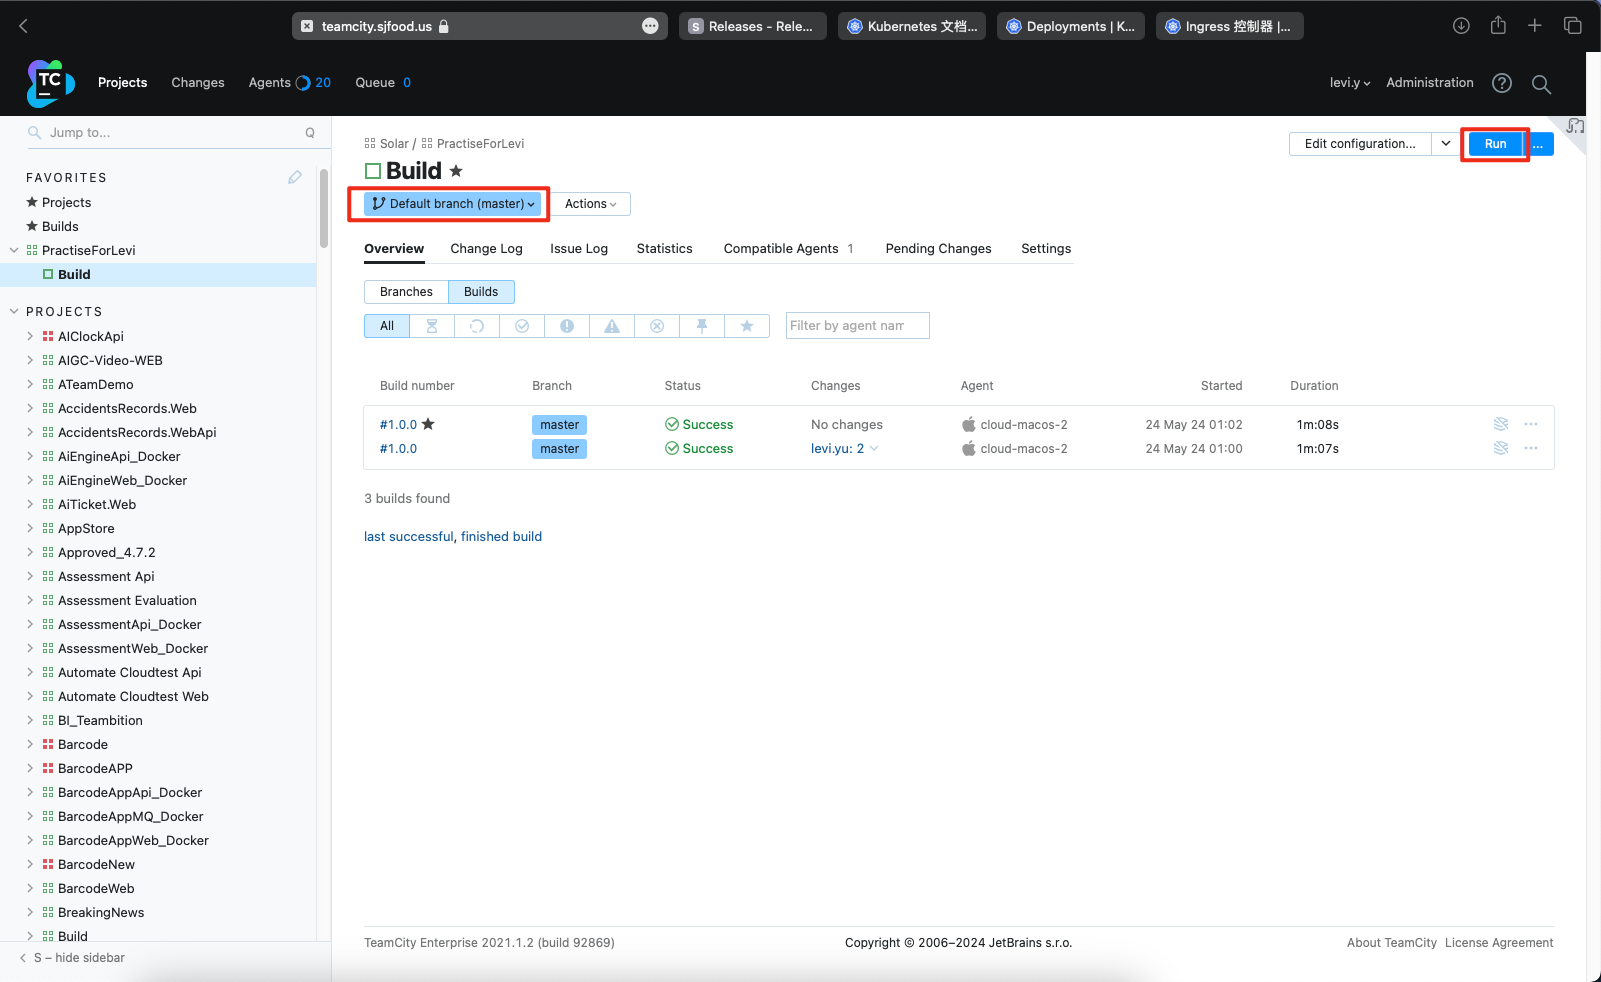 teamcity.sjfood.us
S Releases - Rele...
Kubernetes 文档...
Deployments | K...
Ingress 控制器 |...
TC
Projects
Changes
Agents 20
Queue 0
levi.y
Administration
?
Jump to...
Q
FAVORITES
Projects
Builds
PractiseForLevi
Build
PROJECTS
AIClockApi
AIGC-Video-WEB
ATeamDemo
AccidentsRecords.Web
AccidentsRecords.WebApi
AiEngineApi_Docker
AiEngineWeb_Docker
AiTicket.Web
AppStore
Approved_4.7.2
Assessment Api
Assessment Evaluation
AssessmentApi_Docker
AssessmentWeb_Docker
Automate Cloudtest Api
Automate Cloudtest Web
BI_Teambition
Barcode
BarcodeAPP
BarcodeAppApi_Docker
BarcodeAppMQ_Docker
BarcodeAppWeb_Docker
BarcodeNew
BarcodeWeb
BreakingNews
Build
S – hide sidebar
Solar / PractiseForLevi
Build
Edit configuration...
Run
...
Default branch (master)
Actions
Overview
Change Log
Issue Log
Statistics
Compatible Agents 1
Pending Changes
Settings
Branches
Builds
All
Filter by agent nam
Build number Branch Status Changes Agent Started Duration
#1.0.0 master Success No changes cloud-macos-2 24 May 24 01:02 1m:08s
#1.0.0 master Success levi.yu: 2 cloud-macos-2 24 May 24 01:00 1m:07s
3 builds found
last successful, finished build
TeamCity Enterprise 2021.1.2 (build 92869)
Copyright © 2006–2024 JetBrains s.r.o.
About TeamCity License Agreement